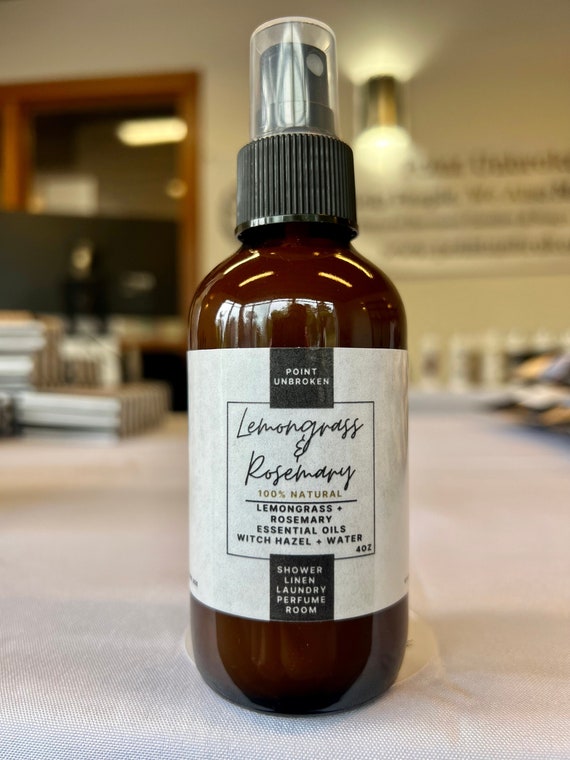 POINT
UNBROKEN
Lemongrass
&
Rosemary
100% NATURAL
LEMONGRASS +
ROSEMARY
ESSENTIAL OILS
WITCH HAZEL + WATER
4OZ
SHOWER
LINEN
LAUNDRY
PERFUME
ROOM